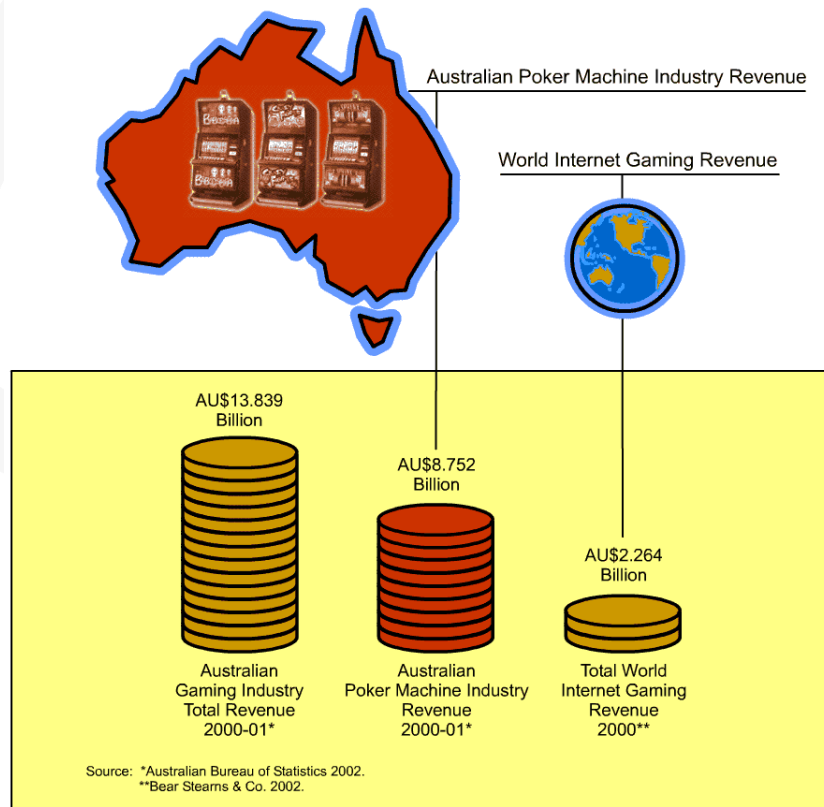 Australian Poker Machine Industry Revenue
World Internet Gaming Revenue
AU$13.839
Billion
AU$8.752
Billion
AU$2.264
Billion
Australian
Gaming Industry
Total Revenue
2000-01*
Australian
Poker Machine Industry
Revenue
2000-01*
Total World
Internet Gaming
Revenue
2000**
Source: *Australian Bureau of Statistics 2002.
**Bear Stearns & Co. 2002.